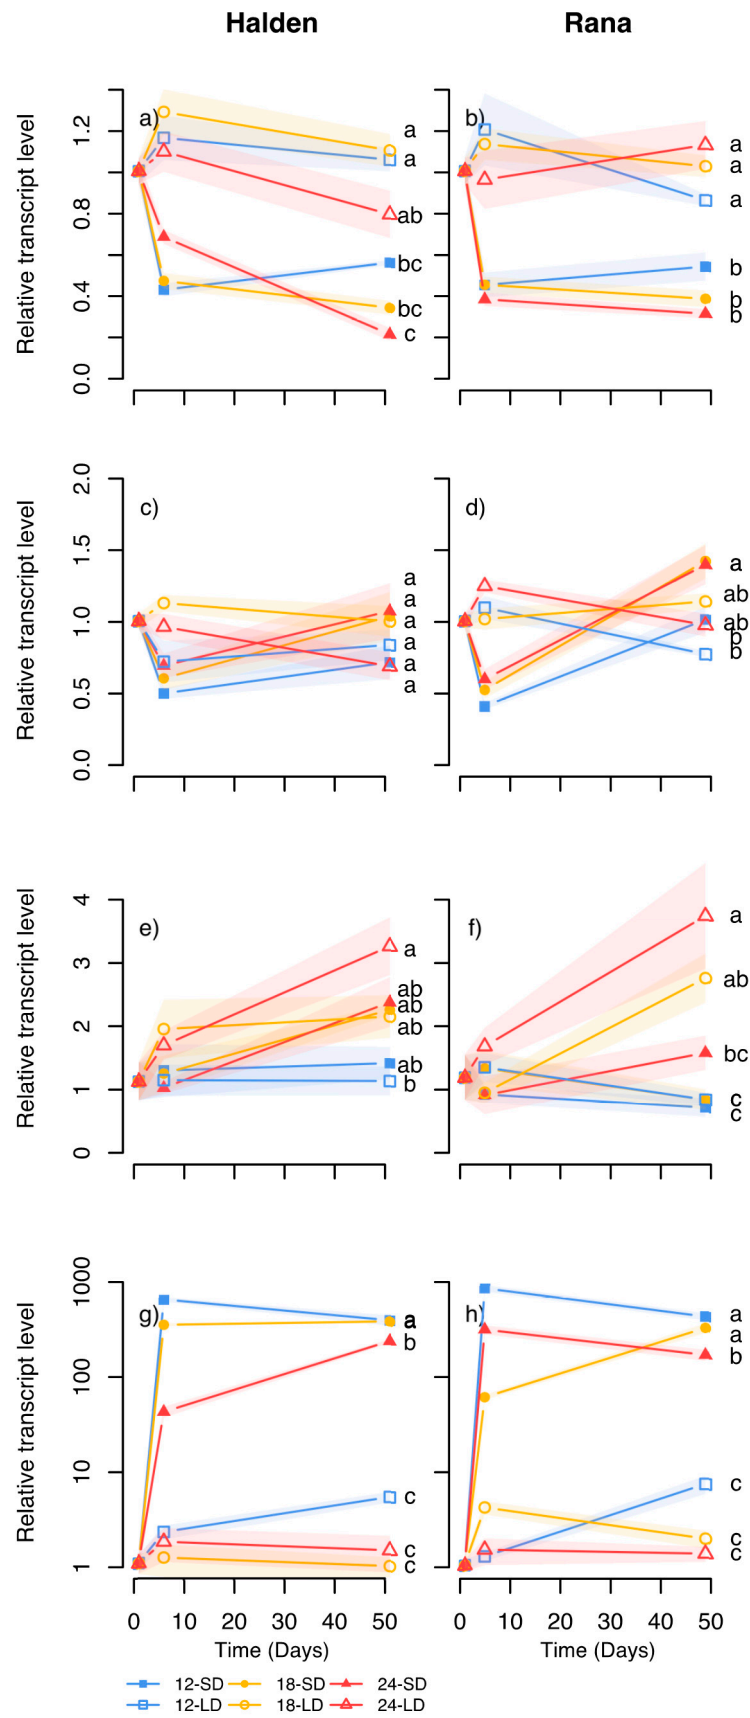 Halden Rana
a) b)
Relative transcript level
0.0 0.4 0.8 1.2
a a
a a
ab a
bc b
bc b
c b
c) d)
Relative transcript level
0.0 0.5 1.0 1.5 2.0
a a
a ab
a ab
a b
a b
a
e) f)
Relative transcript level
0 1 2 3 4
a a
ab ab
ab bc
ab c
ab c
b
g) h)
Relative transcript level
1 10 100 1000
a a
a a
b b
c c
c c
c c
0 10 20 30 40 50 0 10 20 30 40 50
Time (Days) Time (Days)
12-SD 18-SD 24-SD
12-LD 18-LD 24-LD